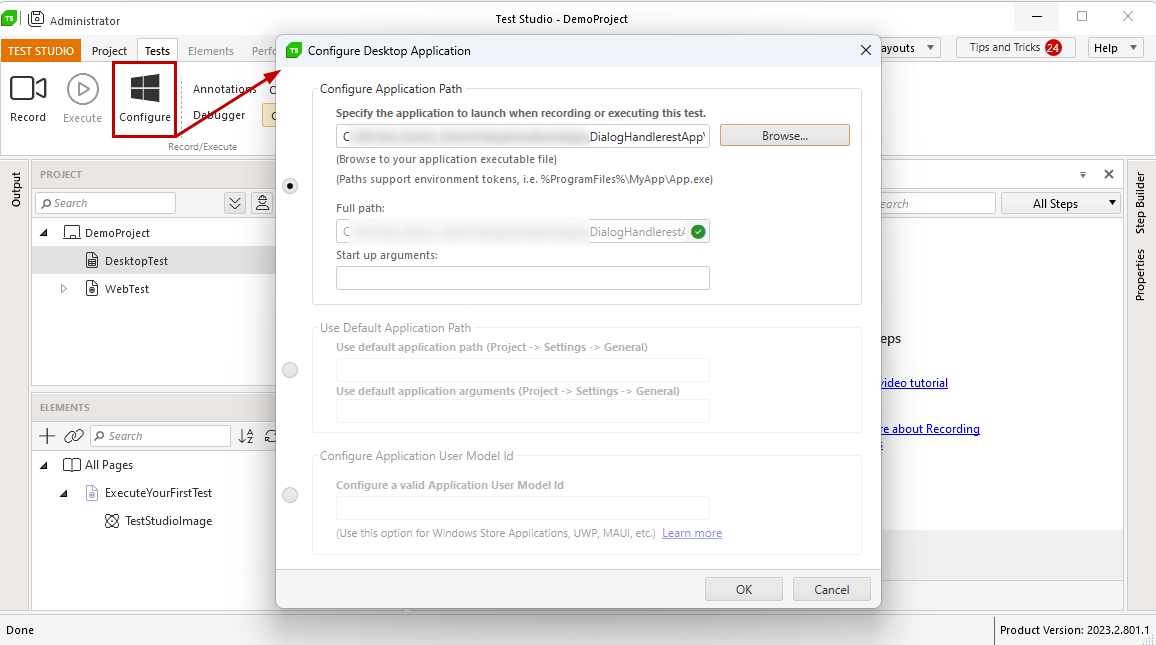 TS
Administrator
Test Studio - DemoProject
TEST STUDIO
Project
Tests
Elements
ayouts
Tips and Tricks 24
Help
Record
Execute
Configure
Debugger
Record/Execute
Output
PROJECT
Search
DemoProject
DesktopTest
WebTest
ELEMENTS
Search
All Pages
ExecuteYourFirstTest
TestStudioImage
TS
Configure Desktop Application
Configure Application Path
Specify the application to launch when recording or executing this test.
DialogHandlerestApp\
Browse...
(Browse to your application executable file)
(Paths support environment tokens, i.e. %ProgramFiles%\MyApp\App.exe)
Full path:
Start up arguments:
Use Default Application Path
Use default application path (Project -> Settings -> General)
Use default application arguments (Project -> Settings -> General)
Configure Application User Model Id
Configure a valid Application User Model Id
(Use this option for Windows Store Applications, UWP, MAUI, etc.) Learn more
OK
Cancel
earch
All Steps
eps
video tutorial
re about Recording
Step Builder
Properties
Done
Product Version: 2023.2.801.1